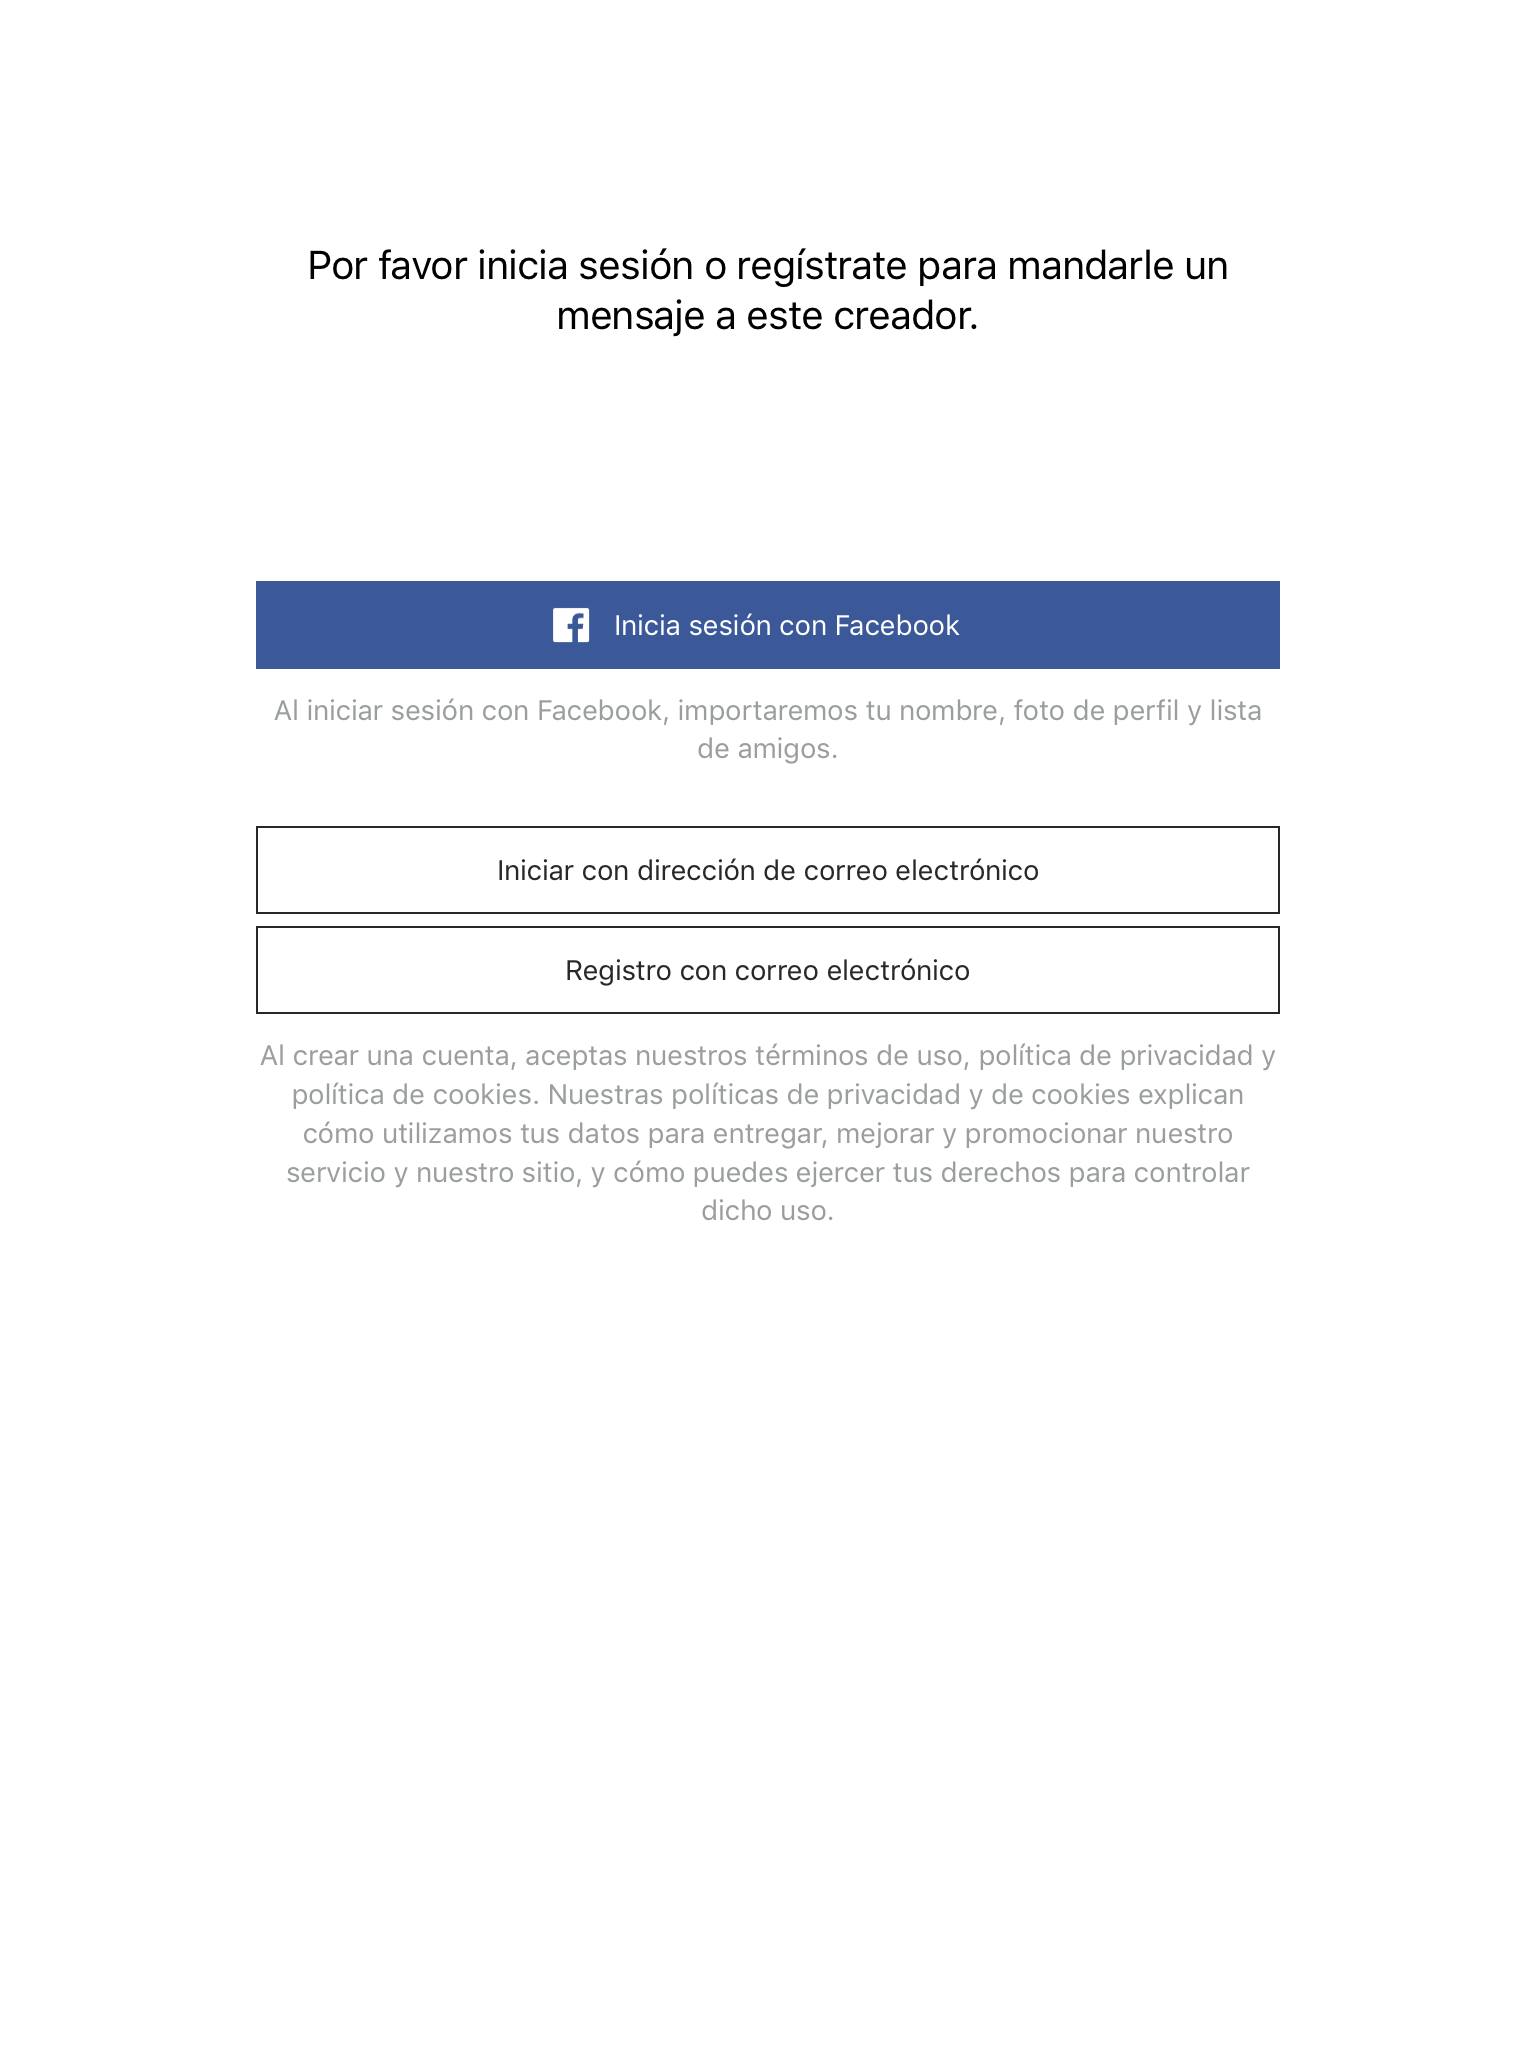 Por favor inicia sesión o regístrate para mandarle un
mensaje a este creador.
Inicia sesión con Facebook
Al iniciar sesión con Facebook, importaremos tu nombre, foto de perfil y lista
de amigos.
Iniciar con dirección de correo electrónico
Registro con correo electrónico
Al crear una cuenta, aceptas nuestros términos de uso, política de privacidad y
política de cookies. Nuestras políticas de privacidad y de cookies explican
cómo utilizamos tus datos para entregar, mejorar y promocionar nuestro
servicio y nuestro sitio, y cómo puedes ejercer tus derechos para controlar
dicho uso.